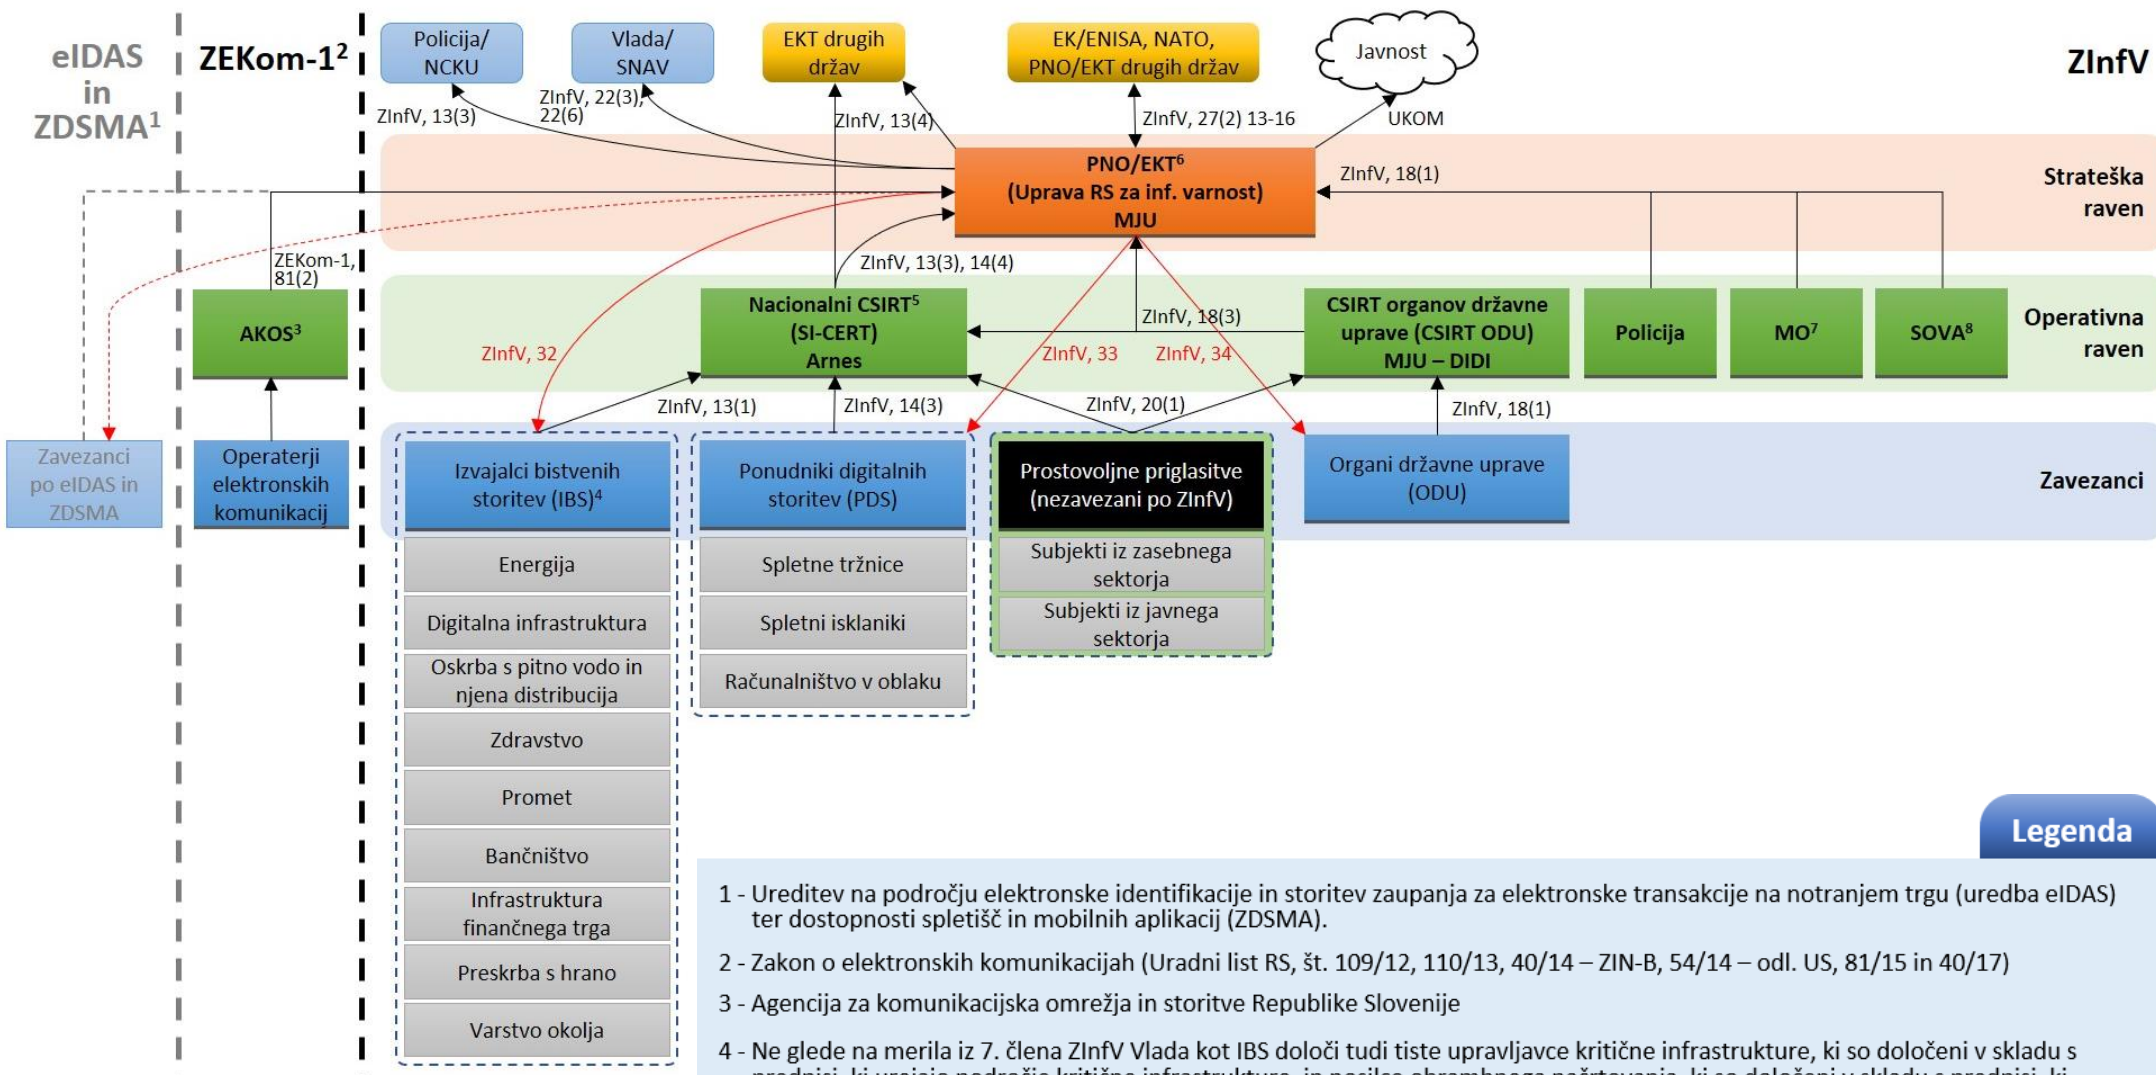 eIDAS
in
ZDSMA1
ZEKom-12
Policija/
NCKU
Vlada/
SNAV
EKT drugih
držav
EK/ENISA, NATO,
PNO/EKT drugih držav
Javnost
ZInfV
ZInfV, 13(3)
ZInfV, 22(3),
22(6)
ZInfV, 13(4)
ZInfV, 27(2) 13-16
UKOM
PNO/EKT6
(Uprava RS za inf. varnost)
MJU
ZInfV, 18(1)
Strateška
raven
ZEKom-1,
81(2)
ZInfV, 13(3), 14(4)
AKOS3
Nacionalni CSIRT5
(SI-CERT)
Arnes
ZInfV, 18(3)
CSIRT organov državne
uprave (CSIRT ODU)
MJU – DIDI
Policija
MO7
SOVA8
Operativna
raven
ZInfV, 32
ZInfV, 33
ZInfV, 34
ZInfV, 13(1)
ZInfV, 14(3)
ZInfV, 20(1)
ZInfV, 18(1)
Zavezanci
po eIDAS in
ZDSMA
Operaterji
elektronskih
komunikacij
Izvajalci bistvenih
storitev (IBS)4
Ponudniki digitalnih
storitev (PDS)
Prostovoljne priglasitve
(nezavezani po ZInfV)
Organi državne uprave
(ODU)
Zavezanci
Energija
Digitalna infrastruktura
Oskrba s pitno vodo in
njena distribucija
Zdravstvo
Promet
Bančništvo
Infrastruktura
finančnega trga
Preskrba s hrano
Varstvo okolja
Spletne tržnice
Spletni isklaniki
Računalništvo v oblaku
Subjekti iz zasebnega
sektorja
Subjekti iz javnega
sektorja
Legenda
1 - Ureditev na področju elektronske identifikacije in storitev zaupanja za elektronske transakcije na notranjem trgu (uredba eIDAS)
ter dostopnosti spletišč in mobilnih aplikacij (ZDSMA).
2 - Zakon o elektronskih komunikacijah (Uradni list RS, št. 109/12, 110/13, 40/14 – ZIN-B, 54/14 – odl. US, 81/15 in 40/17)
3 - Agencija za komunikacijska omrežja in storitve Republike Slovenije
4 - Ne glede na merila iz 7. člena ZInfV Vlada kot IBS določi tudi tiste upravljavce kritične infrastrukture, ki so določeni v skladu s